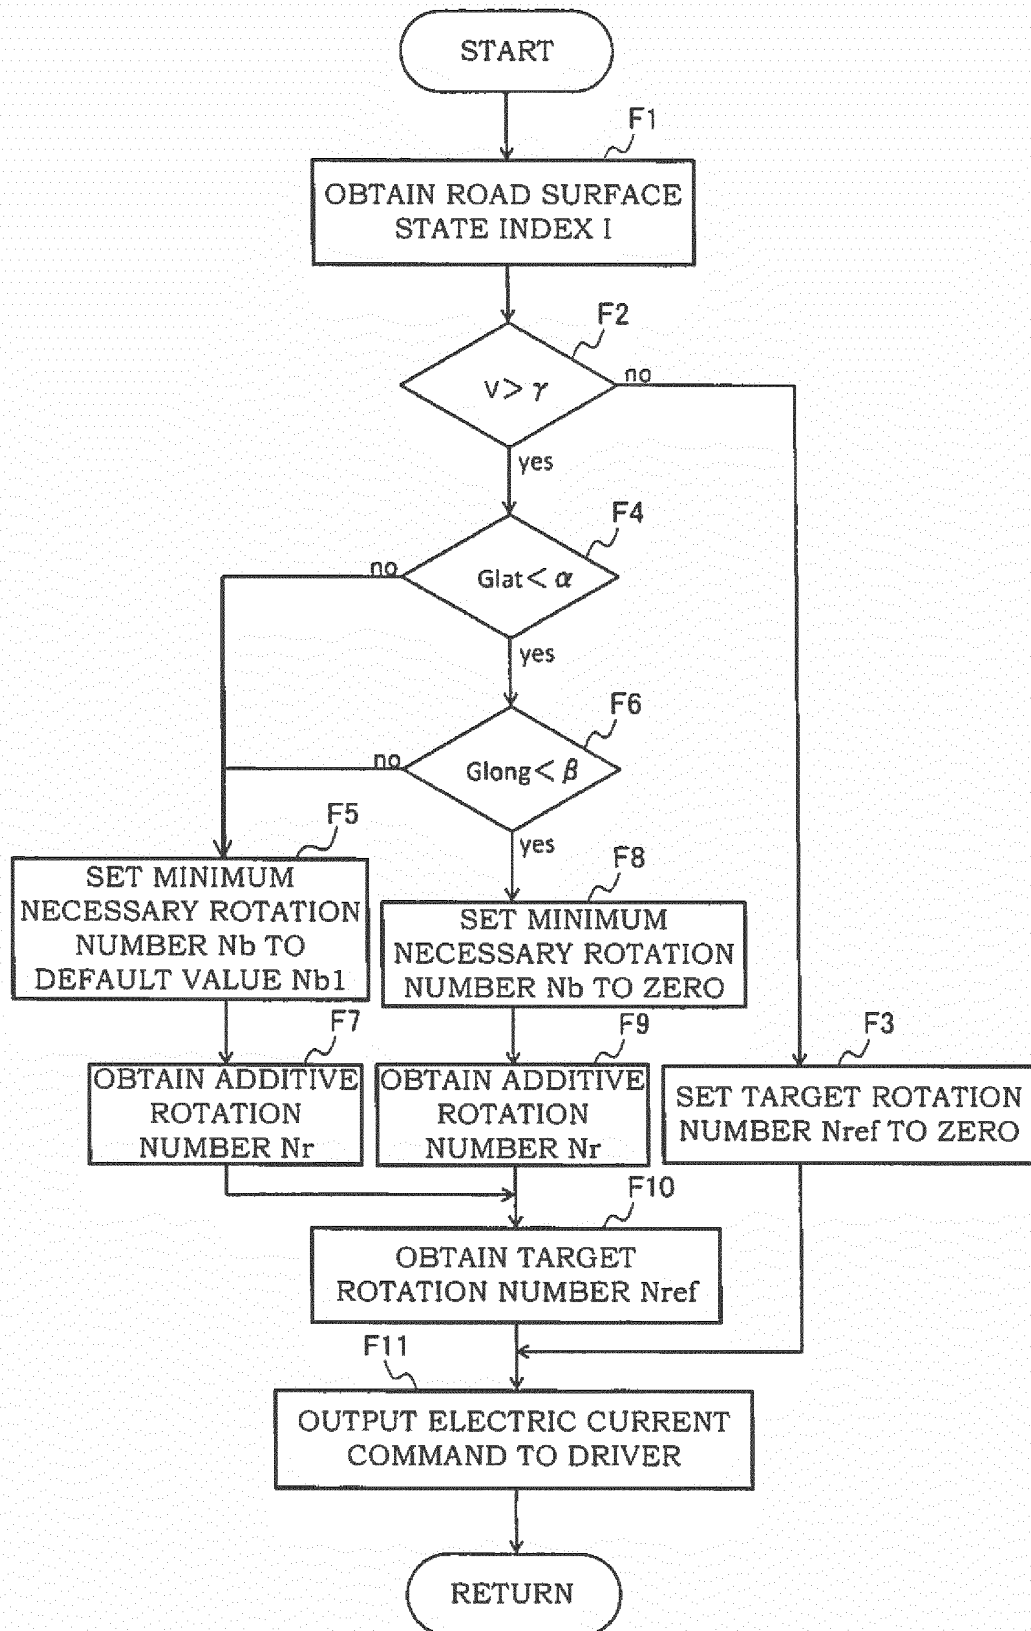 START
F1
OBTAIN ROAD SURFACE
STATE INDEX I
F2
V > γ
no
yes
F4
Glat < α
no
yes
F6
Glong < β
no
yes
F5
SET MINIMUM
NECESSARY ROTATION
NUMBER Nb TO
DEFAULT VALUE Nb1
F8
SET MINIMUM
NECESSARY ROTATION
NUMBER Nb TO ZERO
F7
OBTAIN ADDITIVE
ROTATION
NUMBER Nr
F9
OBTAIN ADDITIVE
ROTATION
NUMBER Nr
F3
SET TARGET ROTATION
NUMBER Nref TO ZERO
F10
OBTAIN TARGET
ROTATION NUMBER Nref
F11
OUTPUT ELECTRIC CURRENT
COMMAND TO DRIVER
RETURN